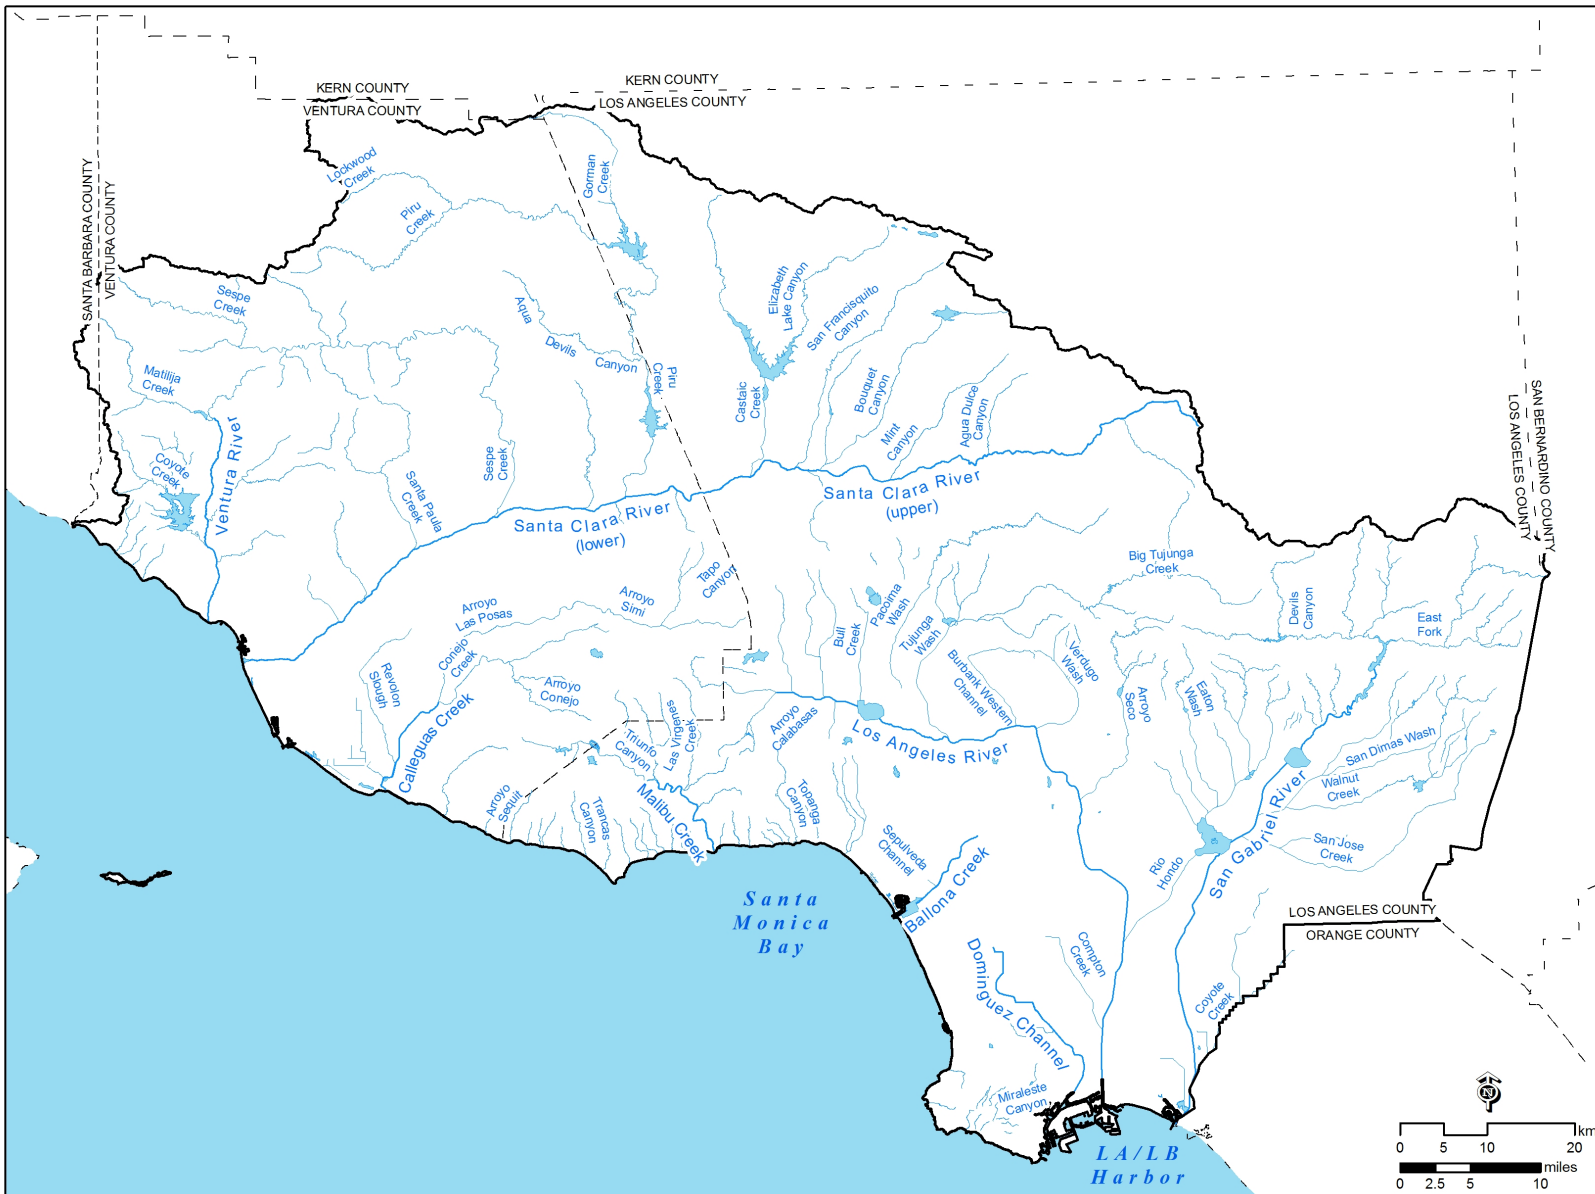 KERN COUNTY
VENTURA COUNTY
KERN COUNTY
LOS ANGELES COUNTY
SANTA BARBARA COUNTY
VENTURA COUNTY
Lockwood
Creek
Piru
Creek
Gorman
Creek
Sespe
Creek
Aqua
Devils
Canyon
Piru
Creek
Elizabeth
Lake Canyon
San Francisquito
Canyon
Castaic
Creek
Bouquet
Canyon
Mint
Canyon
Agua Dulce
Canyon
SAN BERNARDINO COUNTY
LOS ANGELES COUNTY
Matilija
Creek
Coyote
Creek
Ventura River
Santa Paula
Creek
Sespe
Creek
Santa Clara River
(lower)
Santa Clara River
(upper)
Tapo
Canyon
Arroyo
Simi
Arroyo
Las Posas
Conejo
Creek
Revolon
Slough
Arroyo
Conejo
Calleguas Creek
Bull
Creek
Pacoima
Wash
Tujunga
Wash
Burbank Western
Channel
Verdugo
Wash
Big Tujunga
Creek
Devils
Canyon
East
Fork
Arroyo
Seco
Eaton
Wash
Arroyo
Calabasas
Los Angeles River
Las Virgenes
Creek
Triunfo
Canyon
Malibu Creek
Arroyo
Sequit
Trancas
Canyon
Topanga
Canyon
San Dimas Wash
Walnut
Creek
San Jose
Creek
San Gabriel River
Rio
Hondo
Sepulveda
Channel
Ballona Creek
Santa
Monica
Bay
Dominguez Channel
Compton
Creek
Coyote
Creek
LOS ANGELES COUNTY
ORANGE COUNTY
Miraleste
Canyon
LA/LB
Harbor
N
km
0 5 10 20
miles
0 2.5 5 10